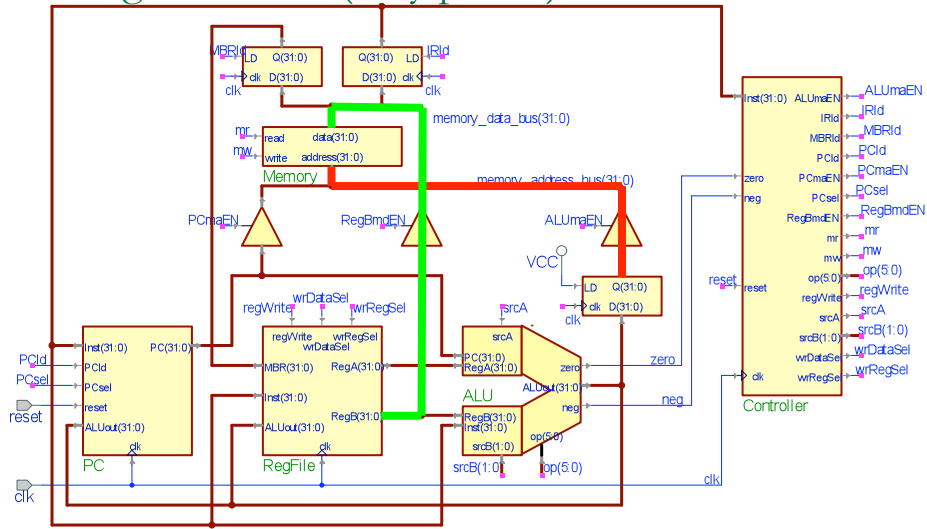 MBRld
LD
Q(31:0)
clk
D(31:0)
clk
Q(31:0)
LD
IRld
D(31:0)
clk
clk
memory_data_bus(31:0)
mr
read
data(31:0)
mw
write
address(31:0)
Memory
memory_address_bus(31:0)
PCmaEN
RegBmdEN
ALUmaEN
VCC
LD
Q(31:0)
clk
D(31:0)
clk
regWrite
wrDataSel
wrRegSel
regWrite
wrRegSel
wrDataSel
srcA
srcA
PCld
PCsel
reset
clk
Inst(31:0)
PC(31:0)
PCld
PCsel
reset
ALUout(31:0)
clk
PC
MBR(31:0)
RegA(31:0)
Inst(31:0)
RegB(31:0)
ALUout(31:0)
clk
RegFile
PC(31:0)
RegA(31:0)
zero
ALUout(31:0)
neg
ALU
RegB(31:0)
Inst(31:0)
srcB(1:0)
op(5:0)
srcB(1:0)
op(5:0)
zero
neg
clk
reset
Inst(31:0)
zero
neg
reset
clk
ALUmaEN
IRld
MBRld
PCld
PCmaEN
PCsel
RegBmdEN
mr
mw
op(5:0)
regWrite
srcA
srcB(1:0)
wrDataSel
wrRegSel
Controller
ALUmaEN
IRld
MBRld
PCld
PCmaEN
PCsel
RegBmdEN
mr
mw
op(5:0)
regWrite
srcA
srcB(1:0)
wrDataSel
wrRegSel